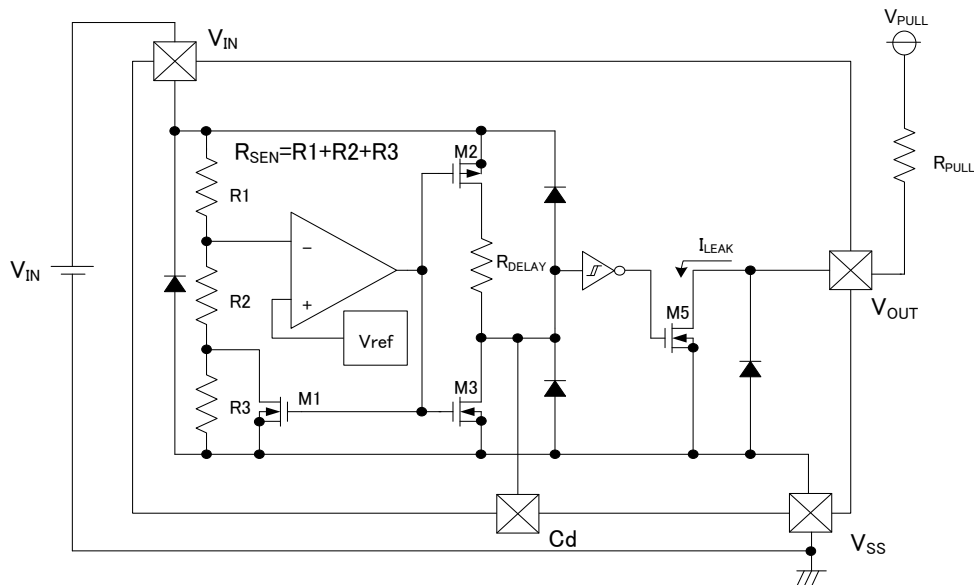 V_IN
V_PULL
R_SEN=R1+R2+R3
M2
R1
R_PULL
−
R_DELAY
I_LEAK
V_IN
R2
+
M5
V_OUT
Vref
R3
M1
M3
Cd
V_SS